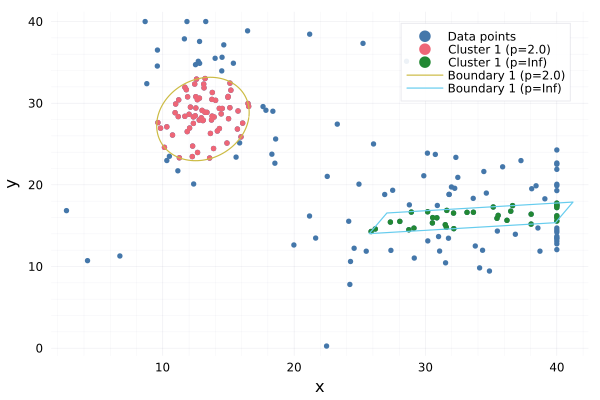 Data points
Cluster 1 (p=2.0)
Cluster 1 (p=Inf)
Boundary 1 (p=2.0)
Boundary 1 (p=Inf)
40
30
20
10
0
y
10
20
30
40
x